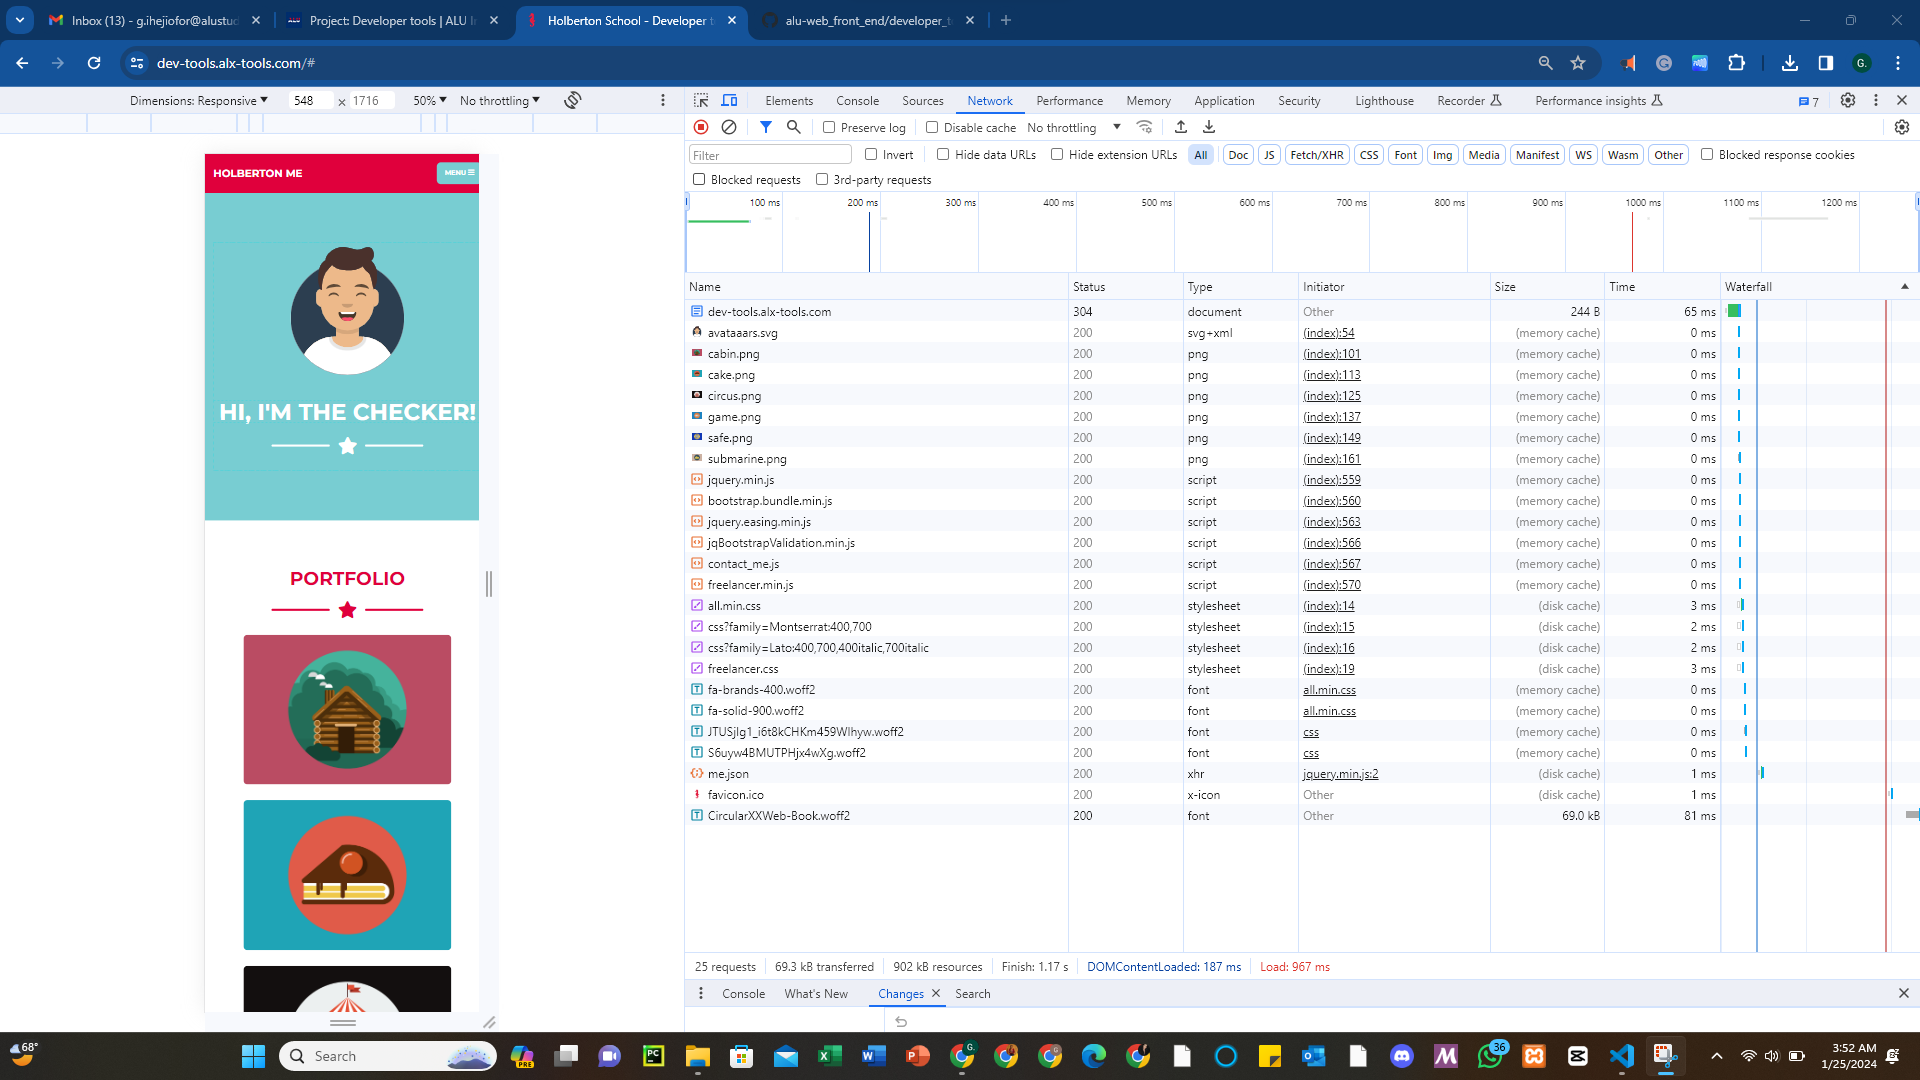 Inbox (13) - g.ihejiofor@alustud
Project: Developer tools | ALU In
Holberton School - Developer to
alu-web_front_end/developer_to
dev-tools.alx-tools.com/#
G.
Dimensions: Responsive 548 × 1716 50% No throttling
HOLBERTON ME
MENU
HI, I'M THE CHECKER!
PORTFOLIO
Elements Console Sources Network Performance Memory Application Security Lighthouse Recorder Performance insights 7
Preserve log Disable cache No throttling
Filter Invert Hide data URLs Hide extension URLs All Doc JS Fetch/XHR CSS Font Img Media Manifest WS Wasm Other Blocked response cookies
Blocked requests 3rd-party requests
100 ms 200 ms 300 ms 400 ms 500 ms 600 ms 700 ms 800 ms 900 ms 1000 ms 1100 ms 1200 ms
Name Status Type Initiator Size Time Waterfall
dev-tools.alx-tools.com 304 document Other 244 B 65 ms
avataaars.svg 200 svg+xml (index):54 (memory cache) 0 ms
cabin.png 200 png (index):101 (memory cache) 0 ms
cake.png 200 png (index):113 (memory cache) 0 ms
circus.png 200 png (index):125 (memory cache) 0 ms
game.png 200 png (index):137 (memory cache) 0 ms
safe.png 200 png (index):149 (memory cache) 0 ms
submarine.png 200 png (index):161 (memory cache) 0 ms
jquery.min.js 200 script (index):559 (memory cache) 0 ms
bootstrap.bundle.min.js 200 script (index):560 (memory cache) 0 ms
jquery.easing.min.js 200 script (index):563 (memory cache) 0 ms
jqBootstrapValidation.min.js 200 script (index):566 (memory cache) 0 ms
contact_me.js 200 script (index):567 (memory cache) 0 ms
freelancer.min.js 200 script (index):570 (memory cache) 0 ms
all.min.css 200 stylesheet (index):14 (disk cache) 3 ms
css?family=Montserrat:400,700 200 stylesheet (index):15 (disk cache) 2 ms
css?family=Lato:400,700,400italic,700italic 200 stylesheet (index):16 (disk cache) 2 ms
freelancer.css 200 stylesheet (index):19 (disk cache) 3 ms
fa-brands-400.woff2 200 font all.min.css (memory cache) 0 ms
fa-solid-900.woff2 200 font all.min.css (memory cache) 0 ms
JTUSjIg1_i6t8kCHKm459Wlhyw.woff2 200 font css (memory cache) 0 ms
S6uyw4BMUTPHjx4wXg.woff2 200 font css (memory cache) 0 ms
me.json 200 xhr jquery.min.js:2 (disk cache) 1 ms
favicon.ico 200 x-icon Other (disk cache) 1 ms
CircularXXWeb-Book.woff2 200 font Other 69.0 kB 81 ms
25 requests 69.3 kB transferred 902 kB resources Finish: 1.17 s DOMContentLoaded: 187 ms Load: 967 ms
Console What's New Changes Search
68°
Search
PRE
PC
G.
36
3:52 AM
1/25/2024